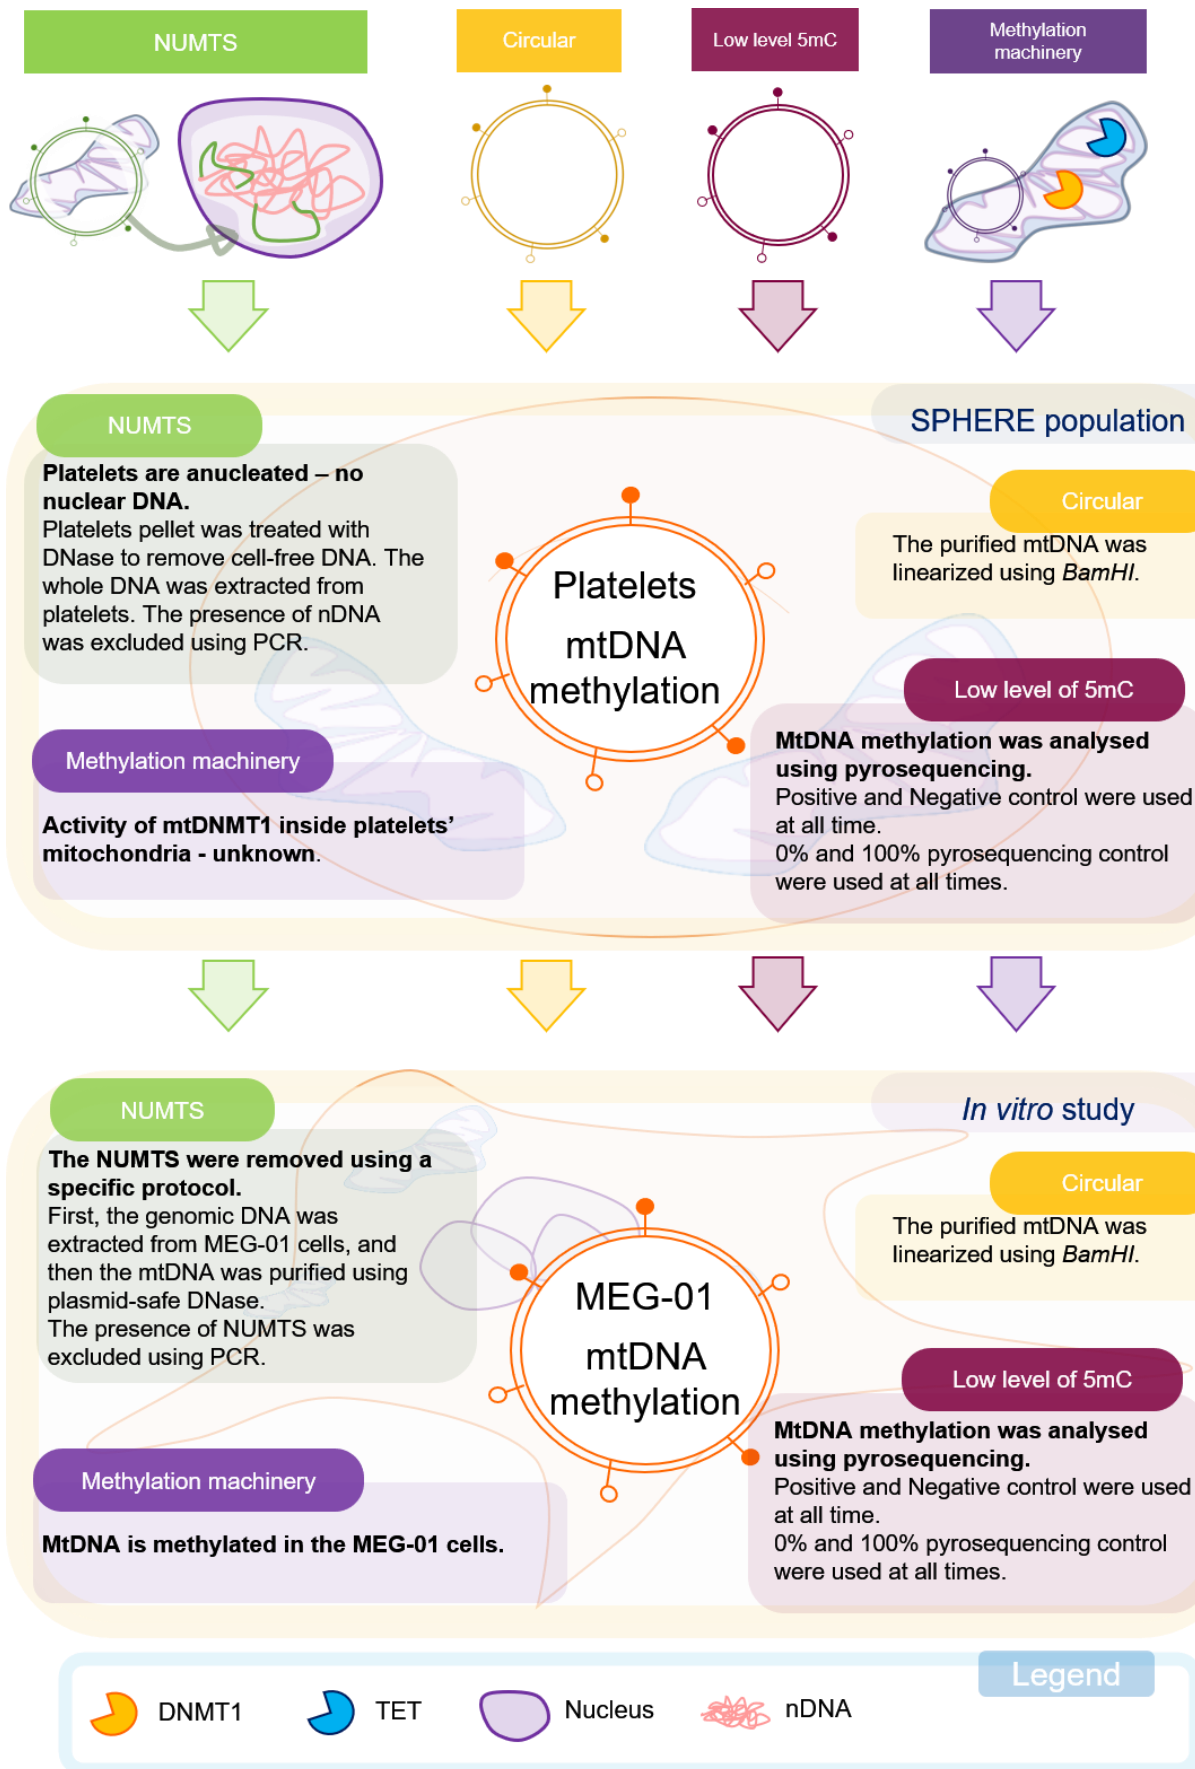 NUMTS
Circular
Low level 5mC
Methylation
machinery
SPHERE population
NUMTS
Platelets are anucleated – no
nuclear DNA.
Platelets pellet was treated with
DNase to remove cell-free DNA. The
whole DNA was extracted from
platelets. The presence of nDNA
was excluded using PCR.
Circular
The purified mtDNA was
linearized using BamHI.
Platelets
mtDNA
methylation
Low level of 5mC
MtDNA methylation was analysed
using pyrosequencing.
Positive and Negative control were used
at all time.
0% and 100% pyrosequencing control
were used at all times.
Methylation machinery
Activity of mtDNMT1 inside platelets’
mitochondria - unknown.
In vitro study
NUMTS
The NUMTS were removed using a
specific protocol.
First, the genomic DNA was
extracted from MEG-01 cells, and
then the mtDNA was purified using
plasmid-safe DNase.
The presence of NUMTS was
excluded using PCR.
Circular
The purified mtDNA was
linearized using BamHI.
MEG-01
mtDNA
methylation
Low level of 5mC
MtDNA methylation was analysed
using pyrosequencing.
Positive and Negative control were used
at all time.
0% and 100% pyrosequencing control
were used at all times.
Methylation machinery
MtDNA is methylated in the MEG-01 cells.
Legend
DNMT1
TET
Nucleus
nDNA